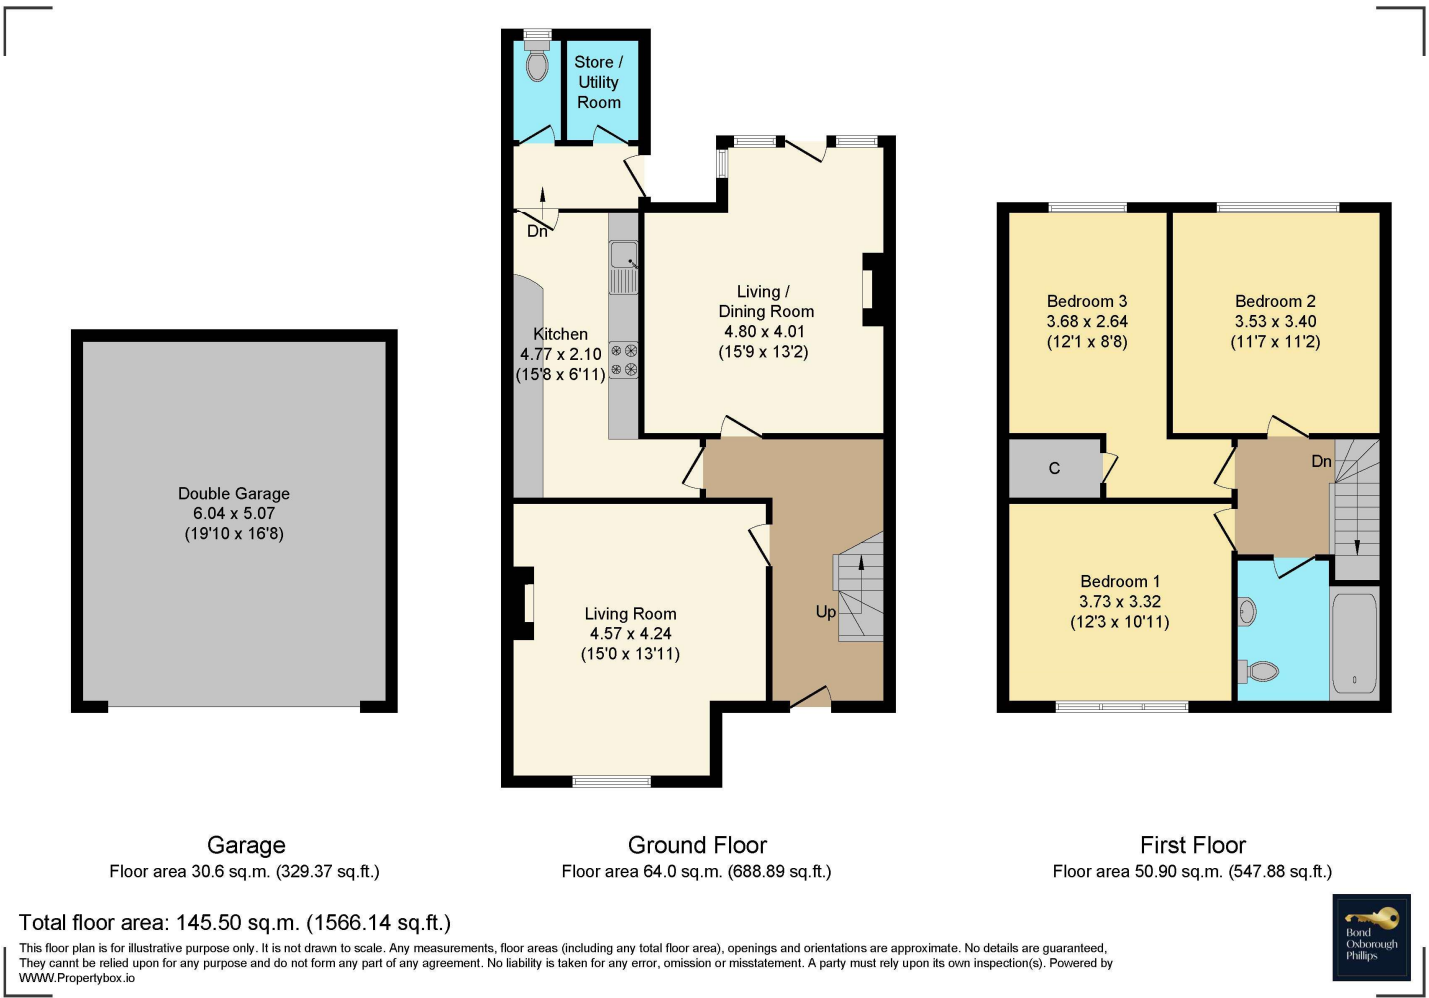 Store /
Utility
Room
Dn
Kitchen
4.77 x 2.10
(15'8 x 6'11)
Living /
Dining Room
4.80 x 4.01
(15'9 x 13'2)
Living Room
4.57 x 4.24
(15'0 x 13'11)
Up
Double Garage
6.04 x 5.07
(19'10 x 16'8)
Bedroom 3
3.68 x 2.64
(12'1 x 8'8)
Bedroom 2
3.53 x 3.40
(11'7 x 11'2)
C
Dn
Bedroom 1
3.73 x 3.32
(12'3 x 10'11)
Garage
Floor area 30.6 sq.m. (329.37 sq.ft.)
Ground Floor
Floor area 64.0 sq.m. (688.89 sq.ft.)
First Floor
Floor area 50.90 sq.m. (547.88 sq.ft.)
Total floor area: 145.50 sq.m. (1566.14 sq.ft.)
This floor plan is for illustrative purpose only. It is not drawn to scale. Any measurements, floor areas (including any total floor area), openings and orientations are approximate. No details are guaranteed,
They cannt be relied upon for any purpose and do not form any part of any agreement. No liability is taken for any error, omission or misstatement. A party must rely upon its own inspection(s). Powered by
WWW.Propertybox.io
Bond
Oxborough
Phillips